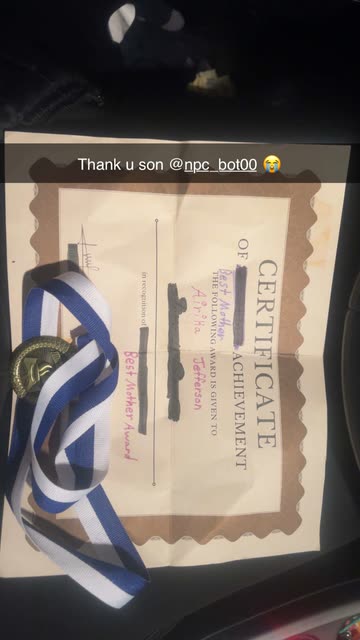 Thank u son @npc_bot00 😭
CERTIFICATE
OF ACHIEVEMENT
Best Mother
THE FOLLOWING AWARD IS GIVEN TO
Airika Jefferson
in recognition of
Best Mother Award